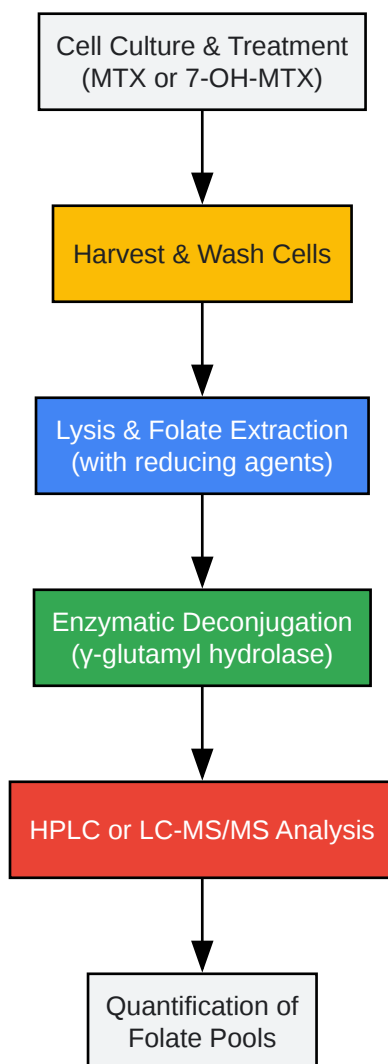 Cell Culture & Treatment
(MTX or 7-OH-MTX)
Harvest & Wash Cells
Lysis & Folate Extraction
(with reducing agents)
Enzymatic Deconjugation
(γ-glutamyl hydrolase)
HPLC or LC-MS/MS Analysis
Quantification of
Folate Pools